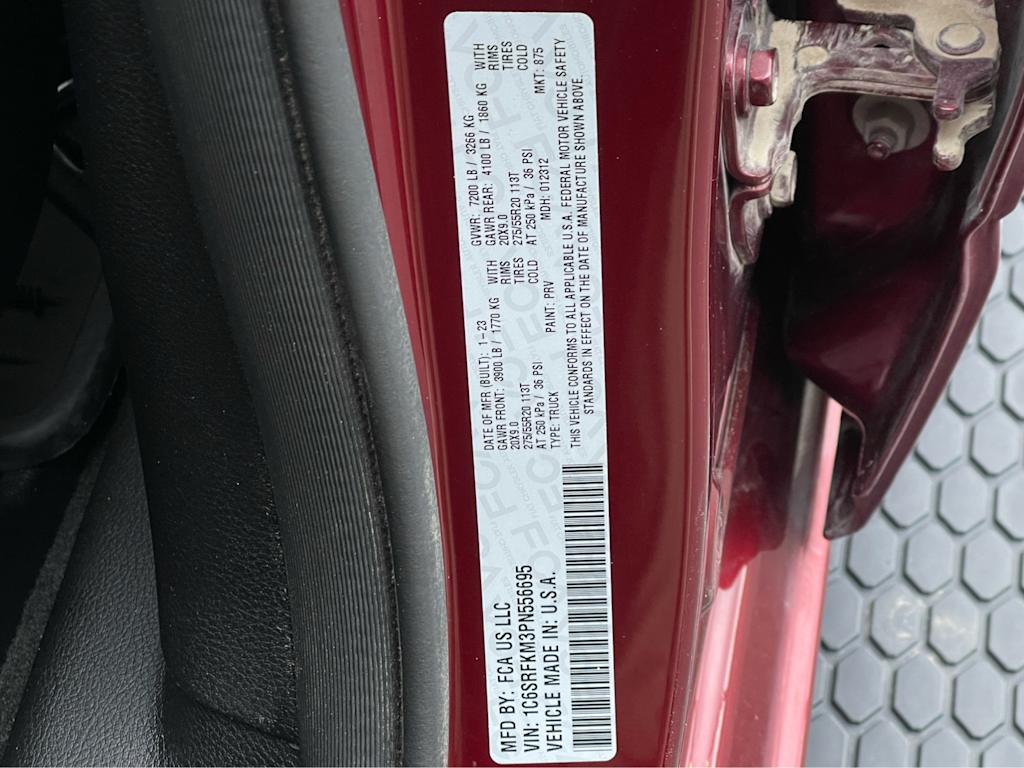 MFD BY: FCA US LLC
VIN: 1C6SRFKM3PN556695
VEHICLE MADE IN: U.S.A.
DATE OF MFR (BUILT): 1-23 GVWR: 7200 LB / 3266 KG
GAWR FRONT: 3900 LB / 1770 KG WITH GAWR REAR: 4100 LB / 1860 KG WITH
20X9.0 RIMS 20X9.0 RIMS
275/55R20 113T TIRES 275/55R20 113T TIRES
AT 250 kPa / 36 PSI COLD AT 250 kPa / 36 PSI COLD
TYPE: TRUCK PAINT: PRV MDH: 012312 MKT: 875
THIS VEHICLE CONFORMS TO ALL APPLICABLE U.S.A. FEDERAL MOTOR VEHICLE SAFETY
STANDARDS IN EFFECT ON THE DATE OF MANUFACTURE SHOWN ABOVE.